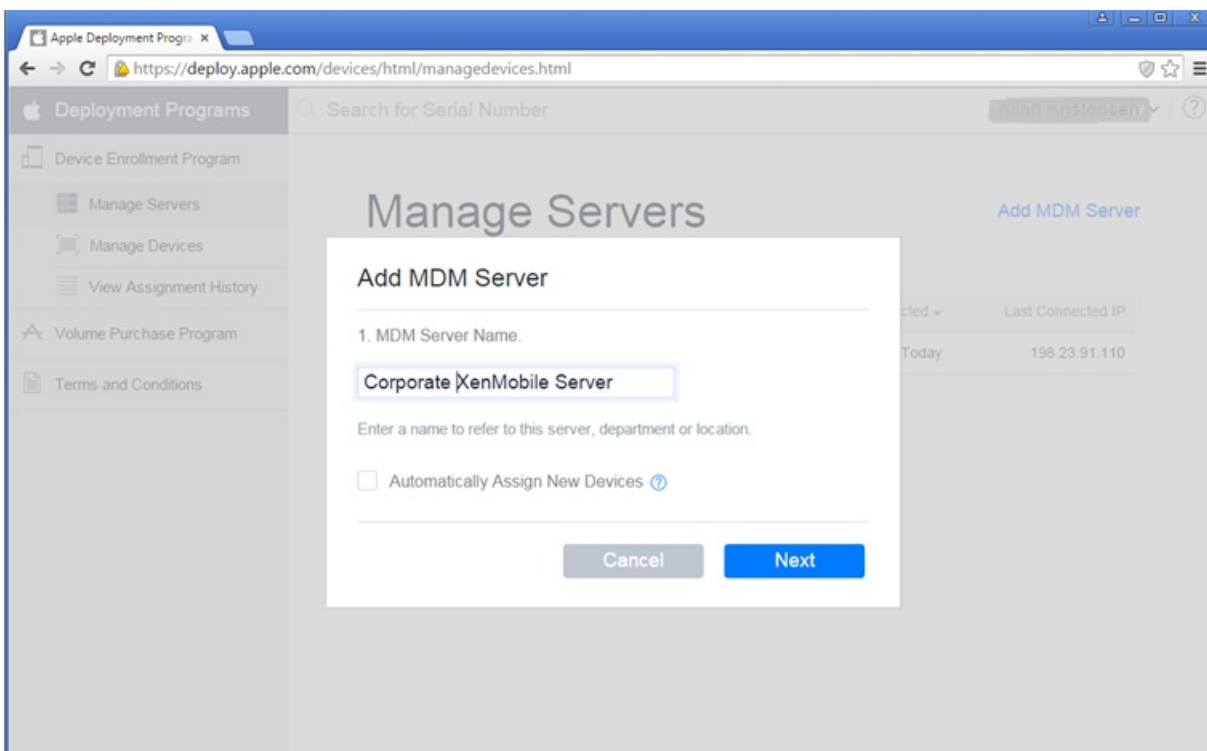 Apple Deployment Progra
https://deploy.apple.com/devices/html/managedevices.html
Deployment Programs
Search for Serial Number
Allan Kristensen
Device Enrollment Program
Manage Servers
Manage Devices
View Assignment History
Volume Purchase Program
Terms and Conditions
Manage Servers
Add MDM Server
Last Connected IP
Today
198.23.91.110
Add MDM Server
1. MDM Server Name.
Corporate XenMobile Server
Enter a name to refer to this server, department or location.
Automatically Assign New Devices
Cancel
Next